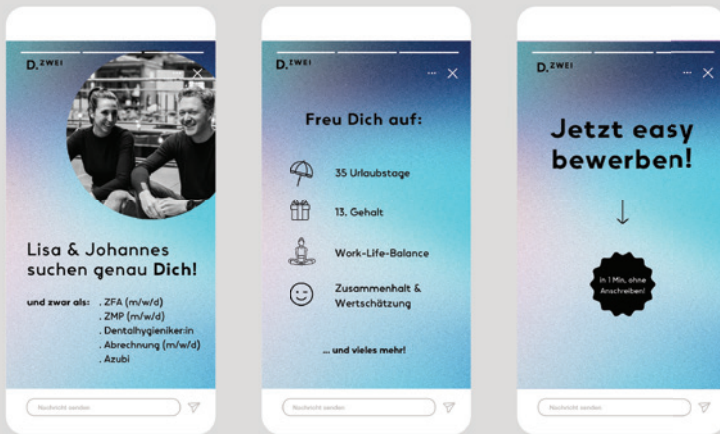 D.ZWEI
Lisa & Johannes
suchen genau Dich!
und zwar als:
. ZFA (m/w/d)
. ZMP (m/w/d)
. Dentalhygieniker:in
. Abrechnung (m/w/d)
. Azubi
Nachricht senden
D.ZWEI
Freu Dich auf:
35 Urlaubstage
13. Gehalt
Work-Life-Balance
Zusammenhalt &
Wertschätzung
... und vieles mehr!
Nachricht senden
D.ZWEI
Jetzt easy
bewerben!
In 1 Min, ohne
Anschreiben!
Nachricht senden